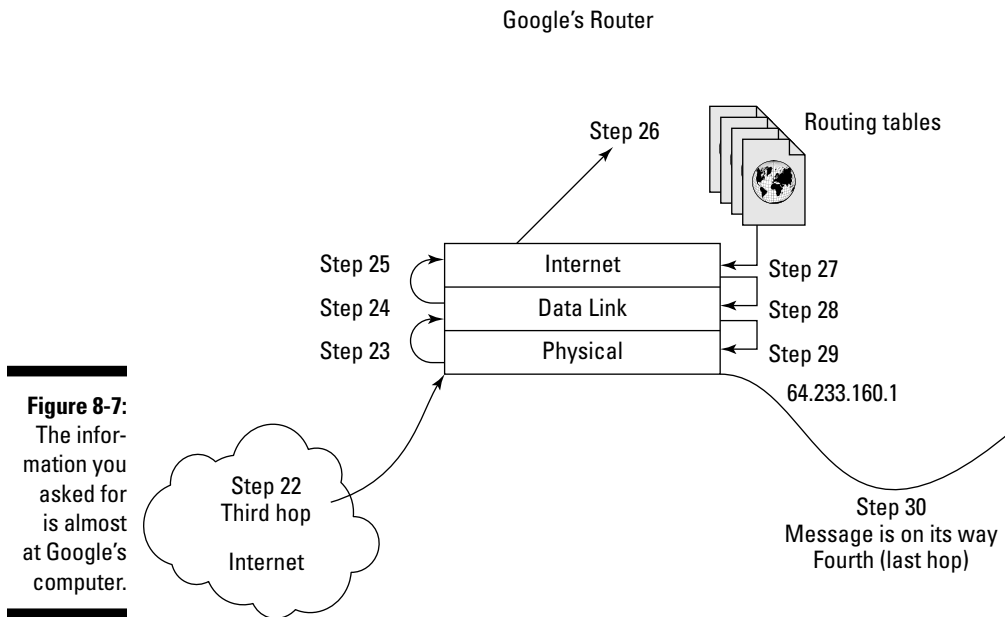 Google's Router
Routing tables
Step 26
Step 25
Internet
Step 27
Step 24
Data Link
Step 28
Step 23
Physical
Step 29
64.233.160.1
Figure 8-7:
The infor-
mation you
asked for
is almost
at Google's
computer.
Step 22
Third hop
Internet
Step 30
Message is on its way
Fourth (last hop)